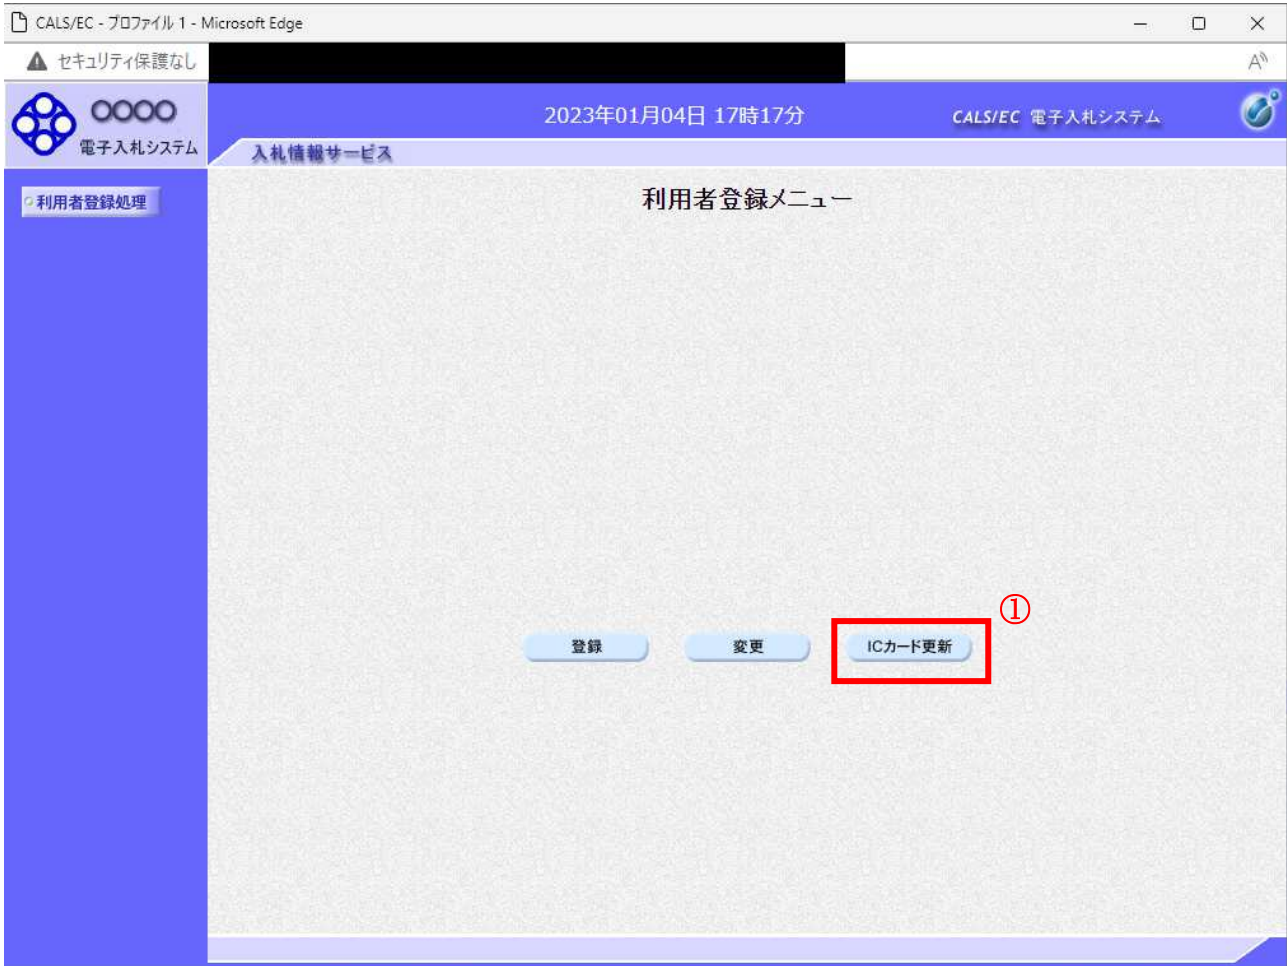 CALS/EC - プロファイル 1 - Microsoft Edge
セキュリティ保護なし
A
〇〇〇〇
電子入札システム
2023年01月04日 17時17分
CALS/EC 電子入札システム
入札情報サービス
利用者登録処理
利用者登録メニュー
①
登録
変更
ICカード更新